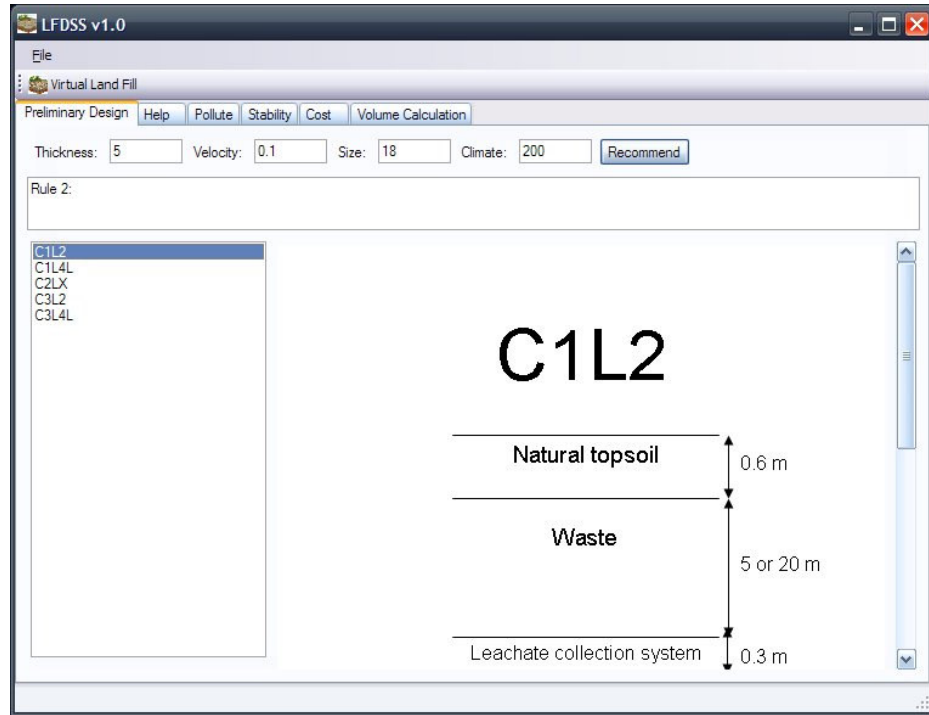 LFDSS v1.0
File
Virtual Land Fill
Preliminary Design Help Pollute Stability Cost Volume Calculation
Thickness: 5 Velocity: 0.1 Size: 18 Climate: 200 Recommend
Rule 2:
C1L2
C1L4L
C2LX
C3L2
C3L4L
C1L2
Natural topsoil
0.6 m
Waste
5 or 20 m
Leachate collection system
0.3 m